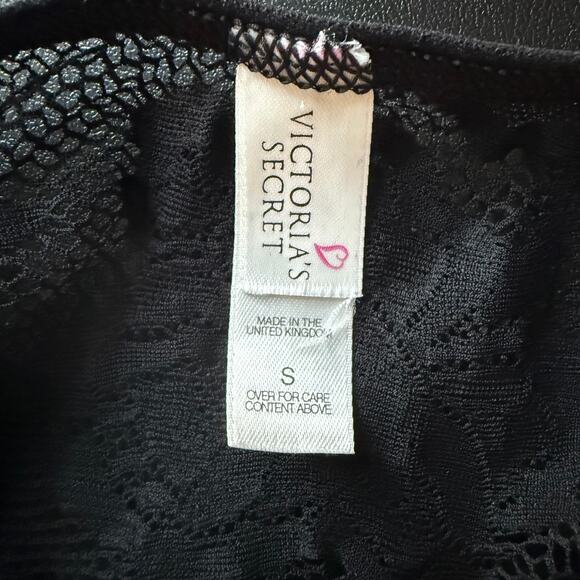 VICTORIA'S
SECRET
MADE IN THE
UNITED KINGDOM
S
OVER FOR CARE
CONTENT ABOVE